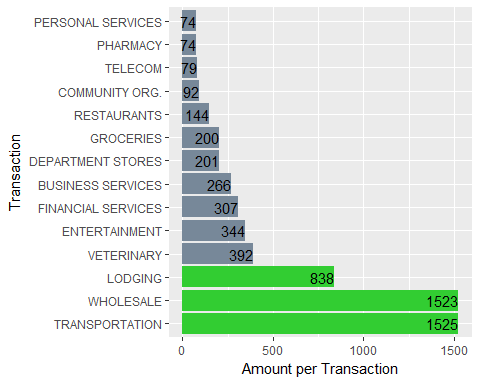 PERSONAL SERVICES 74
PHARMACY 74
TELECOM 79
COMMUNITY ORG. 92
RESTAURANTS 144
GROCERIES 200
DEPARTMENT STORES 201
BUSINESS SERVICES 266
FINANCIAL SERVICES 307
ENTERTAINMENT 344
VETERINARY 392
LODGING 838
WHOLESALE 1523
TRANSPORTATION 1525
Transaction
0 500 1000 1500
Amount per Transaction